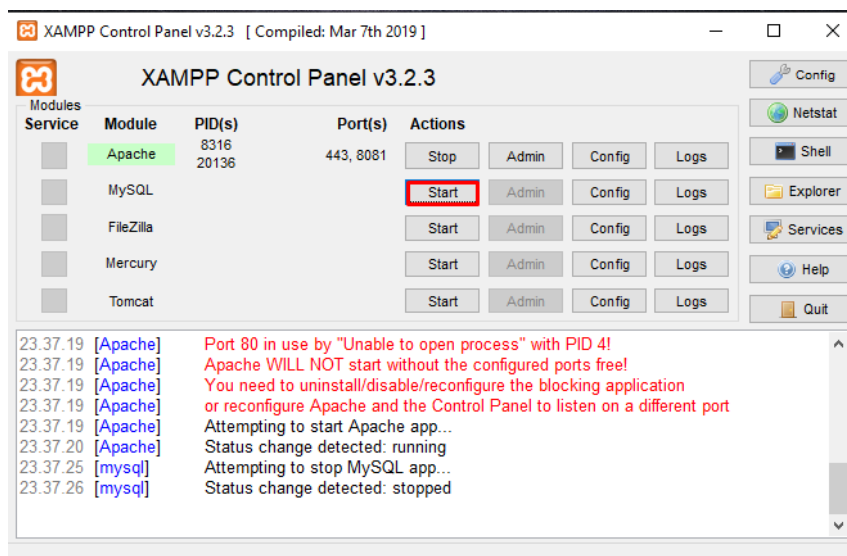 XAMPP Control Panel v3.2.3 [ Compiled: Mar 7th 2019 ]
XAMPP Control Panel v3.2.3
Config
Modules
Service Module PID(s) Port(s) Actions
Netstat
Apache 8316 20136 443, 8081 Stop Admin Config Logs
Shell
MySQL Start Admin Config Logs
Explorer
FileZilla Start Admin Config Logs
Services
Mercury Start Admin Config Logs
Help
Tomcat Start Admin Config Logs
Quit
23.37.19 [Apache] Port 80 in use by "Unable to open process" with PID 4!
23.37.19 [Apache] Apache WILL NOT start without the configured ports free!
23.37.19 [Apache] You need to uninstall/disable/reconfigure the blocking application
23.37.19 [Apache] or reconfigure Apache and the Control Panel to listen on a different port
23.37.19 [Apache] Attempting to start Apache app...
23.37.20 [Apache] Status change detected: running
23.37.25 [mysql] Attempting to stop MySQL app...
23.37.26 [mysql] Status change detected: stopped